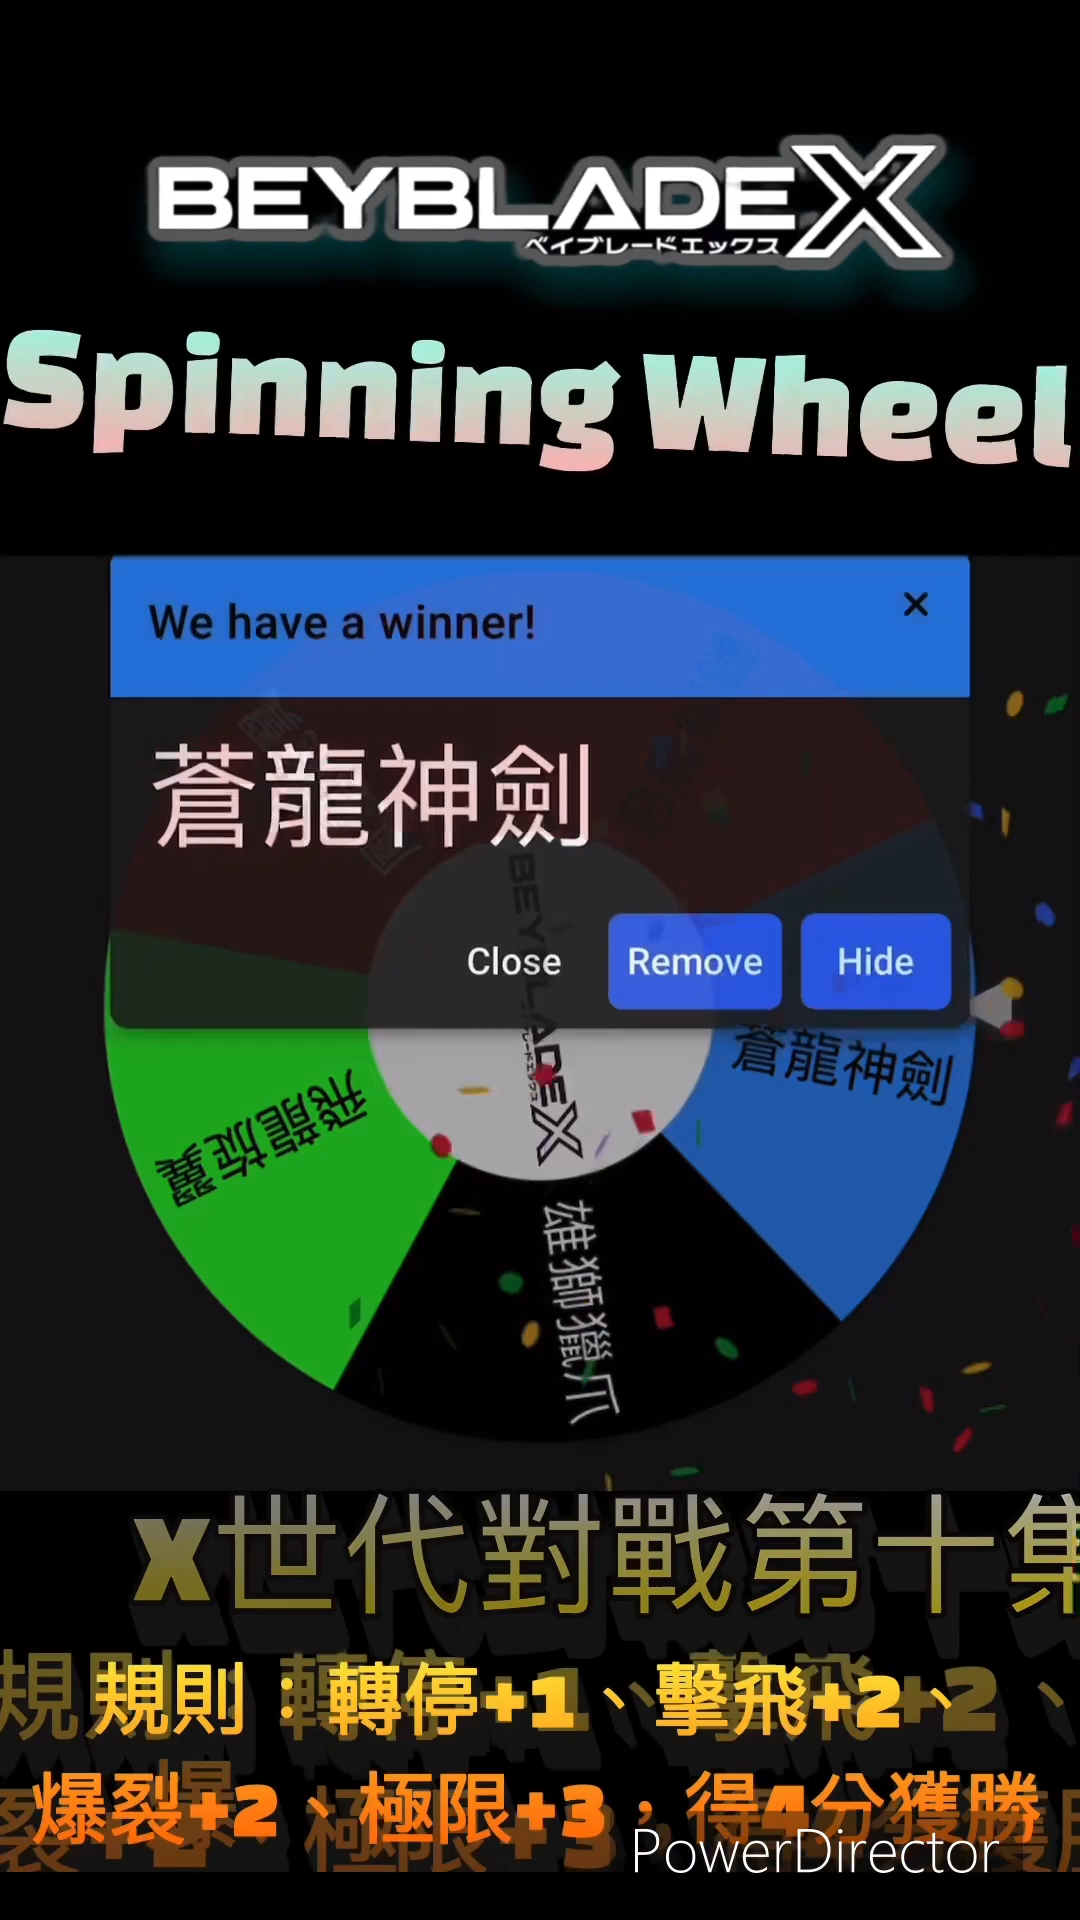 BEYBLADE X
ベイブレードエックス
Spinning Wheel
We have a winner!
蒼龍神劍
Close
Remove
Hide
BEYBLADE X
蒼龍神劍
飛龍旋翼
雄獅獵爪
X世代對戰第十集
規則：轉停+1、擊飛+2、
爆裂+2、極限+3，得4分獲勝
PowerDirector